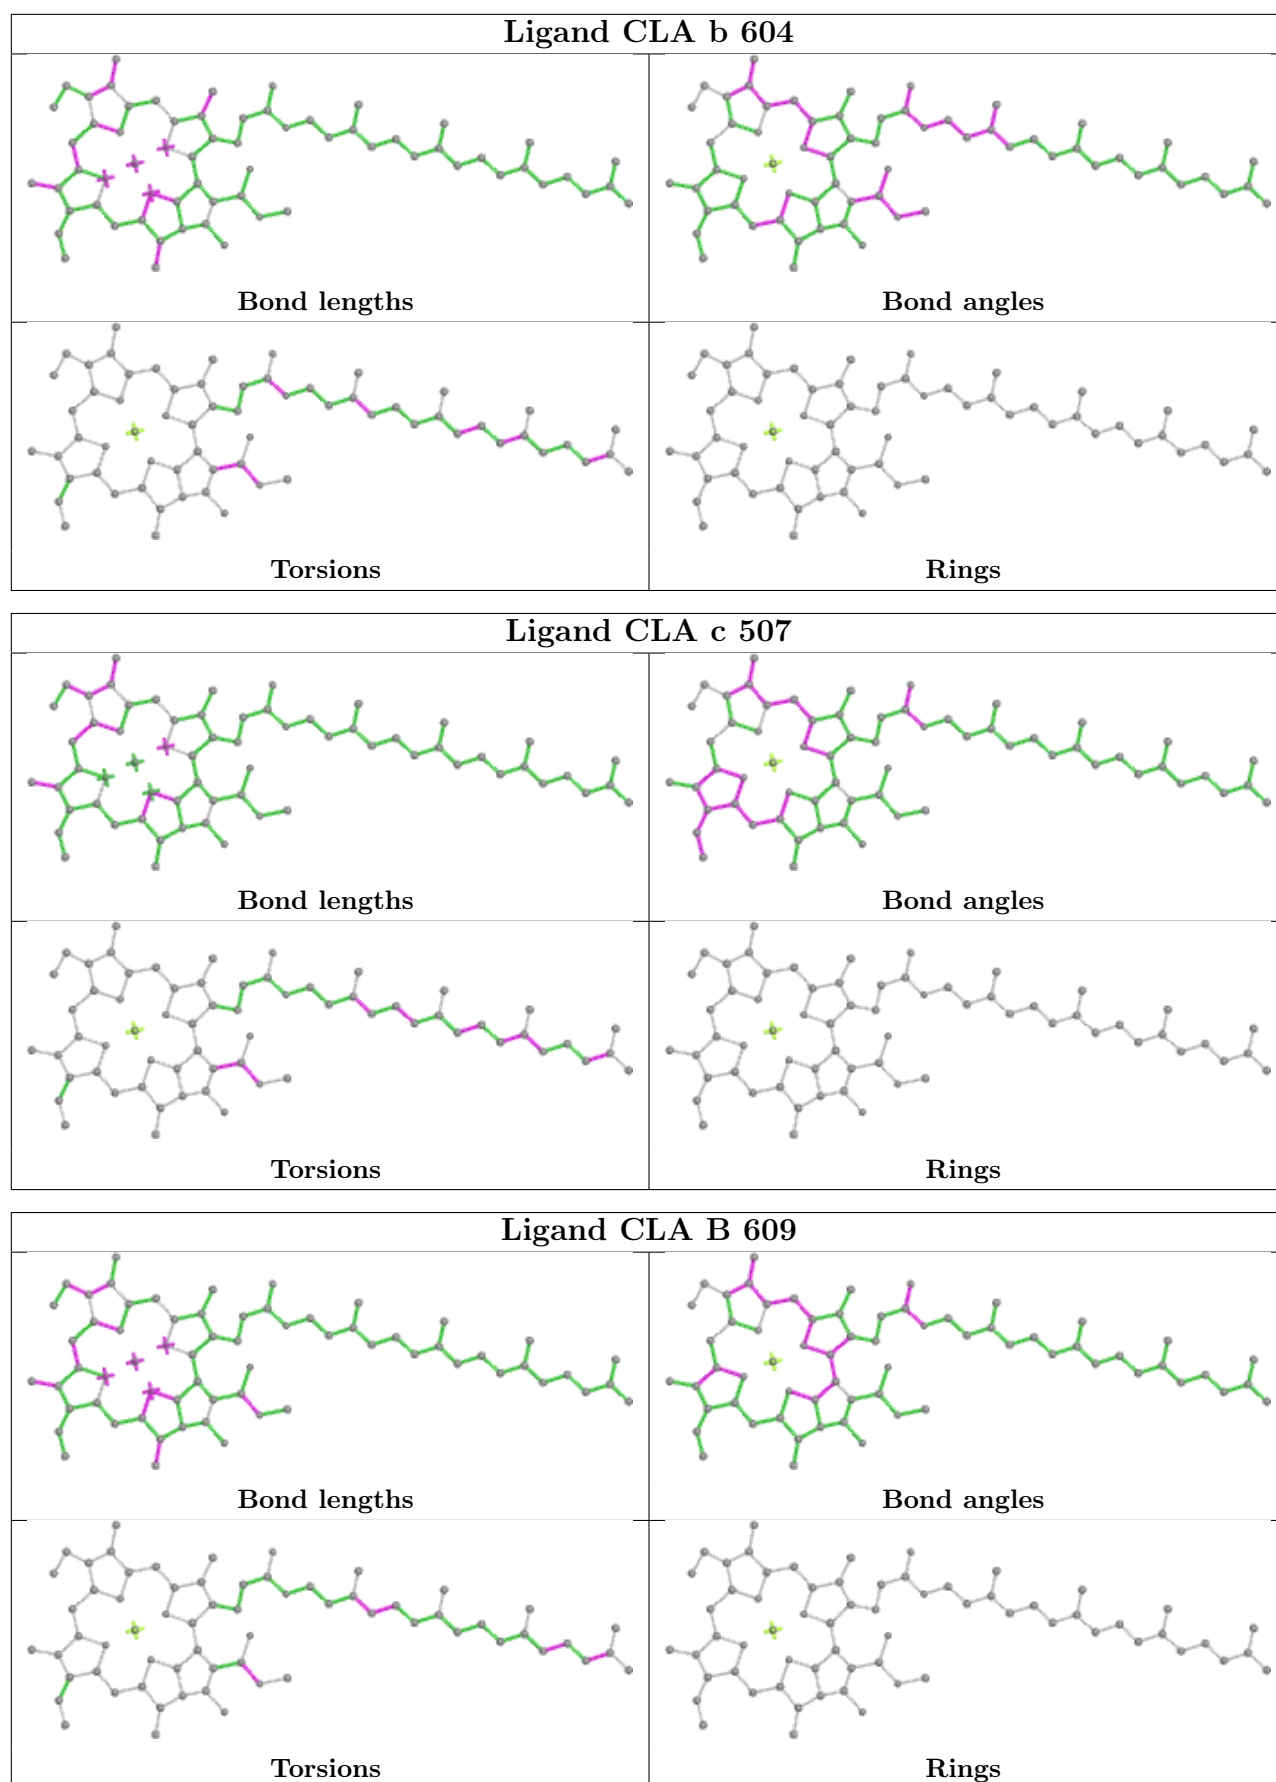 Ligand CLA b 604
Bond lengths
Bond angles
Torsions
Rings
Ligand CLA c 507
Bond lengths
Bond angles
Torsions
Rings
Ligand CLA B 609
Bond lengths
Bond angles
Torsions
Rings